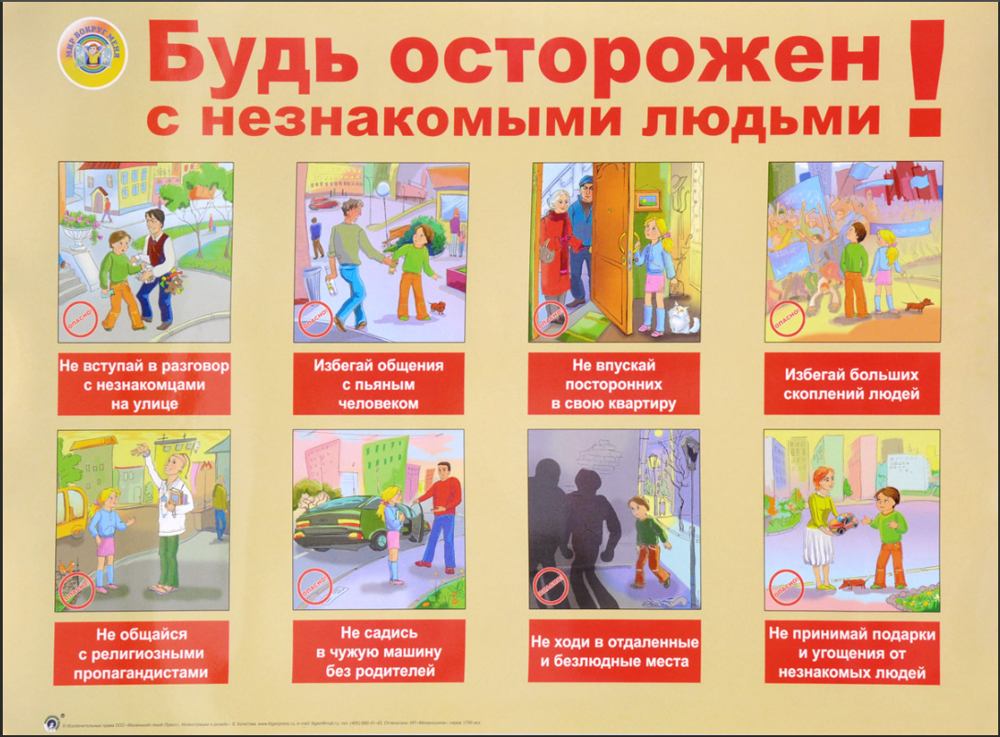 МИР ВОКРУГ МЕНЯ
Будь осторожен
с незнакомыми людьми!
ОПАСНО!
ОПАСНО!
ОПАСНО!
ОПАСНО!
Не вступай в разговор
с незнакомцами
на улице
Избегай общения
с пьяным
человеком
Не впускай
посторонних
в свою квартиру
Избегай больших
скоплений людей
ОПАСНО!
ОПАСНО!
ОПАСНО!
Не общайся
с религиозными
пропагандистами
Не садись
в чужую машину
без родителей
Не ходи в отдаленные
и безлюдные места
Не принимай подарки
и угощения от
незнакомых людей